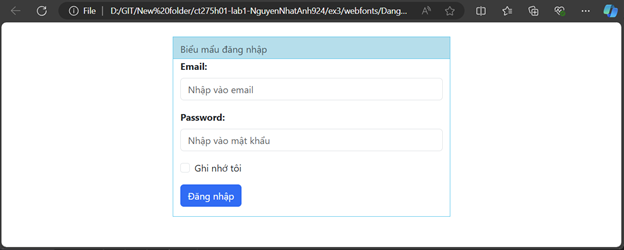 File
D:/GIT/New%20folder/ct275h01-lab1-NguyenNhatAnh924/ex3/webfonts/Dang...
Biểu mẫu đăng nhập
Email:
Nhập vào email
Password:
Nhập vào mật khẩu
Ghi nhớ tôi
Đăng nhập